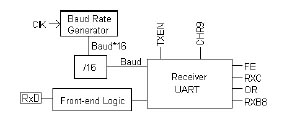 Baud Rate
Generator
Clk
Baud*16
/16
Baud
TXEN
CHR9
Receiver
UART
FE
RXC
OR
RXB8
RxD
Front-end Logic